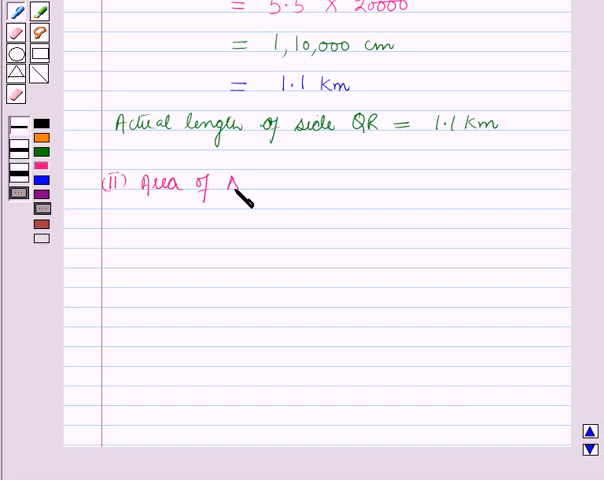 = 5.5 × 20000
= 1,10,000 cm
= 1.1 Km
Actual length of side QR = 1.1 Km
(II) Area of